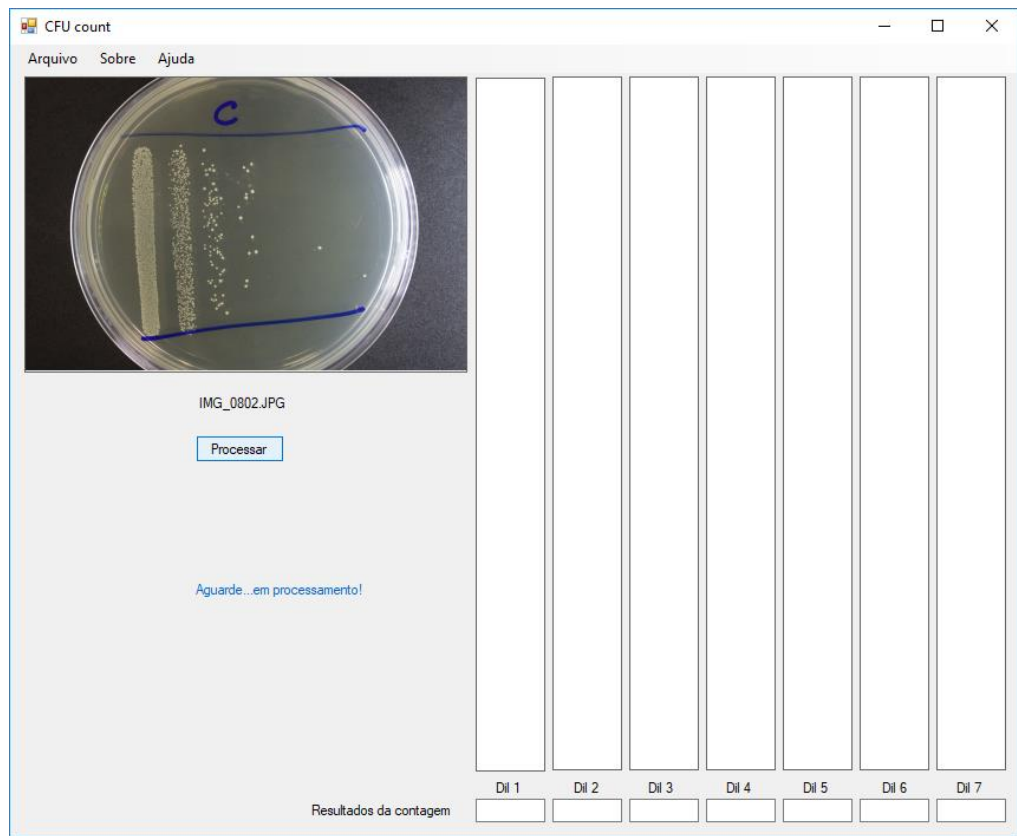 CFU count
Arquivo Sobre Ajuda
C
IMG_0802.JPG
Processar
Aguarde...em processamento!
Dil 1 Dil 2 Dil 3 Dil 4 Dil 5 Dil 6 Dil 7
Resultados da contagem